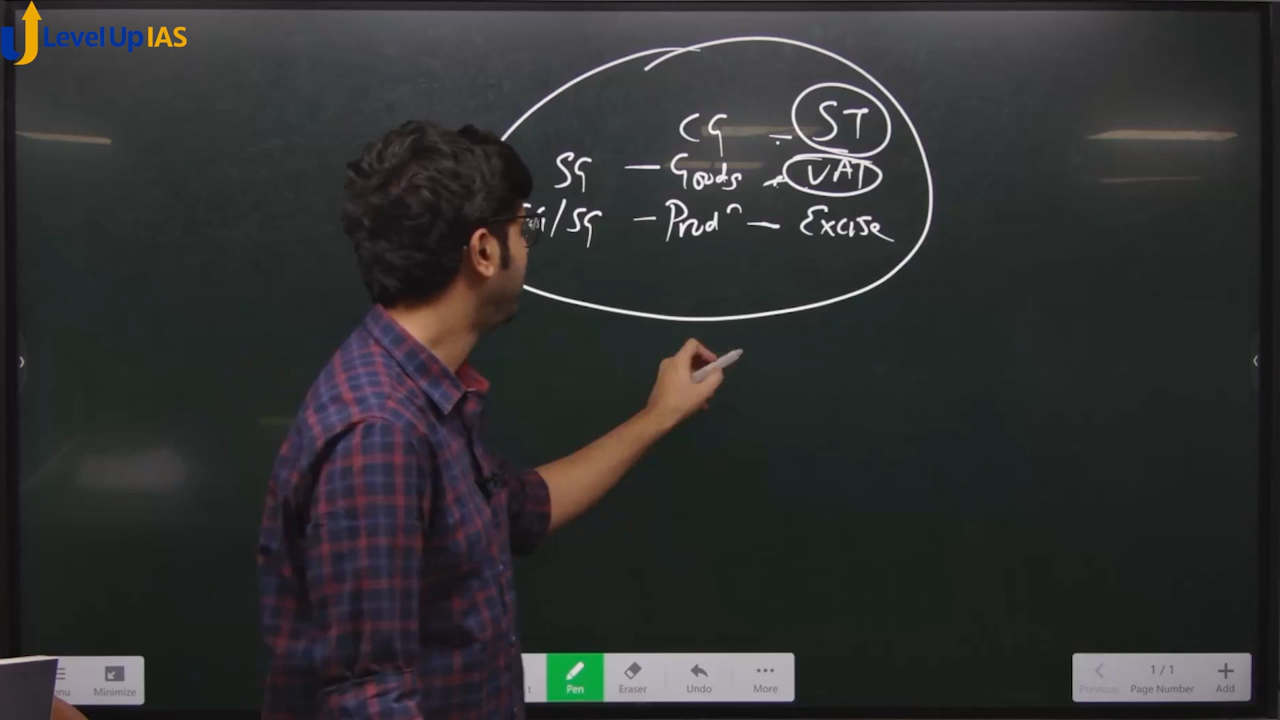 Level Up IAS
CG - ST
SG - Goods - VAT
/SG - Prodn - Excise
Minimize
Pen
Eraser
Undo
More
Previous
1/1
Page Number
Add